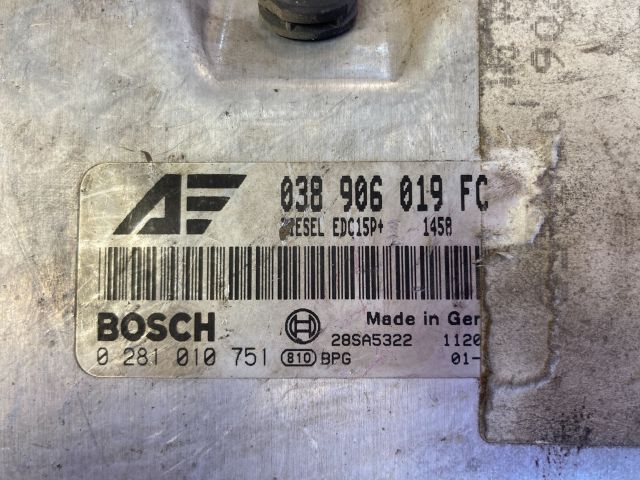 038 906 019 FC
DIESEL EDC15P+ 1458
BOSCH
Made in Ger
28SA5322 1120
0 281 010 751 810 BPG 01-